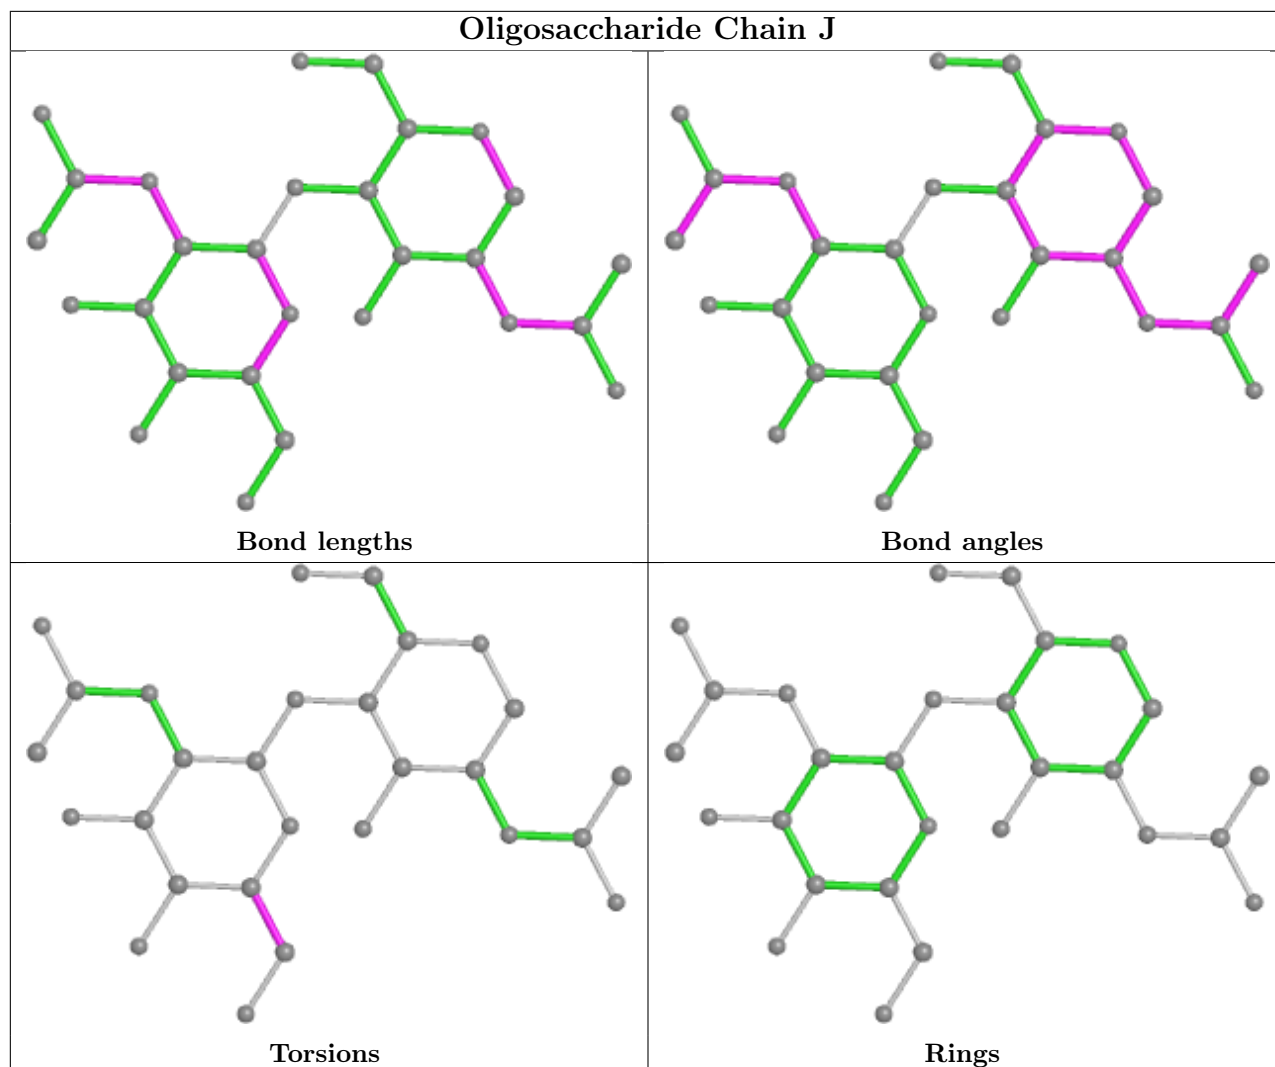 Oligosaccharide Chain J
Bond lengths
Bond angles
Torsions
Rings